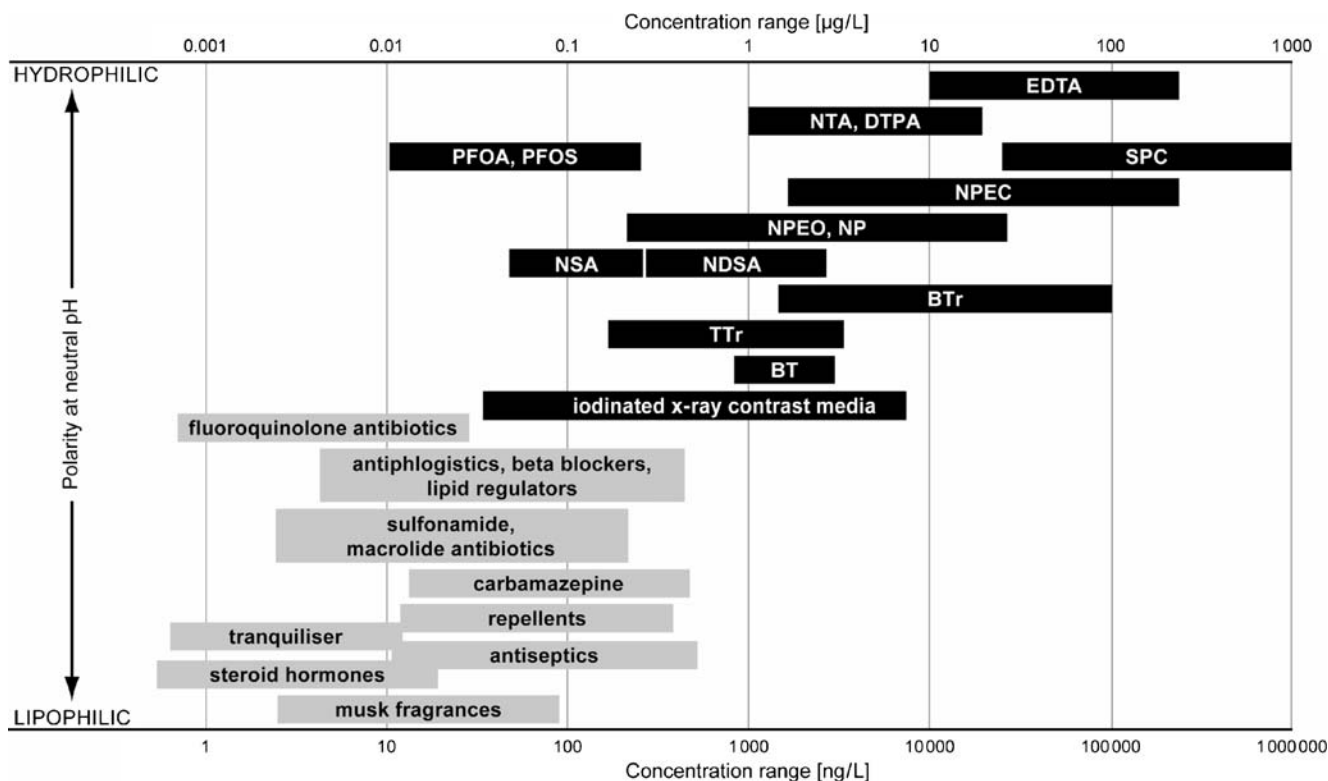 Concentration range [µg/L]
0.001 0.01 0.1 1 10 100 1000
HYDROPHILIC
EDTA
NTA, DTPA
PFOA, PFOS SPC
NPEC
NPEO, NP
NSA NDSA
BTr
TTr
BT
iodinated x-ray contrast media
fluoroquinolone antibiotics
antiphlogistics, beta blockers,
lipid regulators
Polarity at neutral pH
sulfonamide,
macrolide antibiotics
carbamazepine
repellents
tranquiliser
antiseptics
steroid hormones
musk fragrances
LIPOPHILIC
1 10 100 1000 10000 100000 1000000
Concentration range [ng/L]